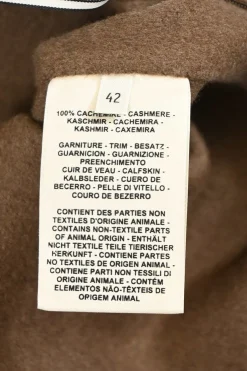 42
100% CACHEMIRE - CASHMERE -
KASCHMIR - CACHEMIRA -
KASHMIR - CAXEMIRA
GARNITURE - TRIM - BESATZ -
GUARNICION - GUARNIZIONE -
PREENCHIMENTO
CUIR DE VEAU - CALFSKIN -
KALBSLEDER - CUERO DE
BECERRO - PELLE DI VITELLO -
COURO DE BEZERRO
CONTIENT DES PARTIES NON
TEXTILES D'ORIGINE ANIMALE -
CONTAINS NON-TEXTILE PARTS
OF ANIMAL ORIGIN - ENTHÄLT
NICHT TEXTILE TEILE TIERISCHER
HERKUNFT - CONTIENE PARTES
NO TEXTILES DE ORIGEN ANIMAL -
CONTIENE PARTI NON TESSILI DI
ORIGINE ANIMALE - CONTÉM
ELEMENTOS NÃO-TÊXTEIS DE
ORIGEM ANIMAL